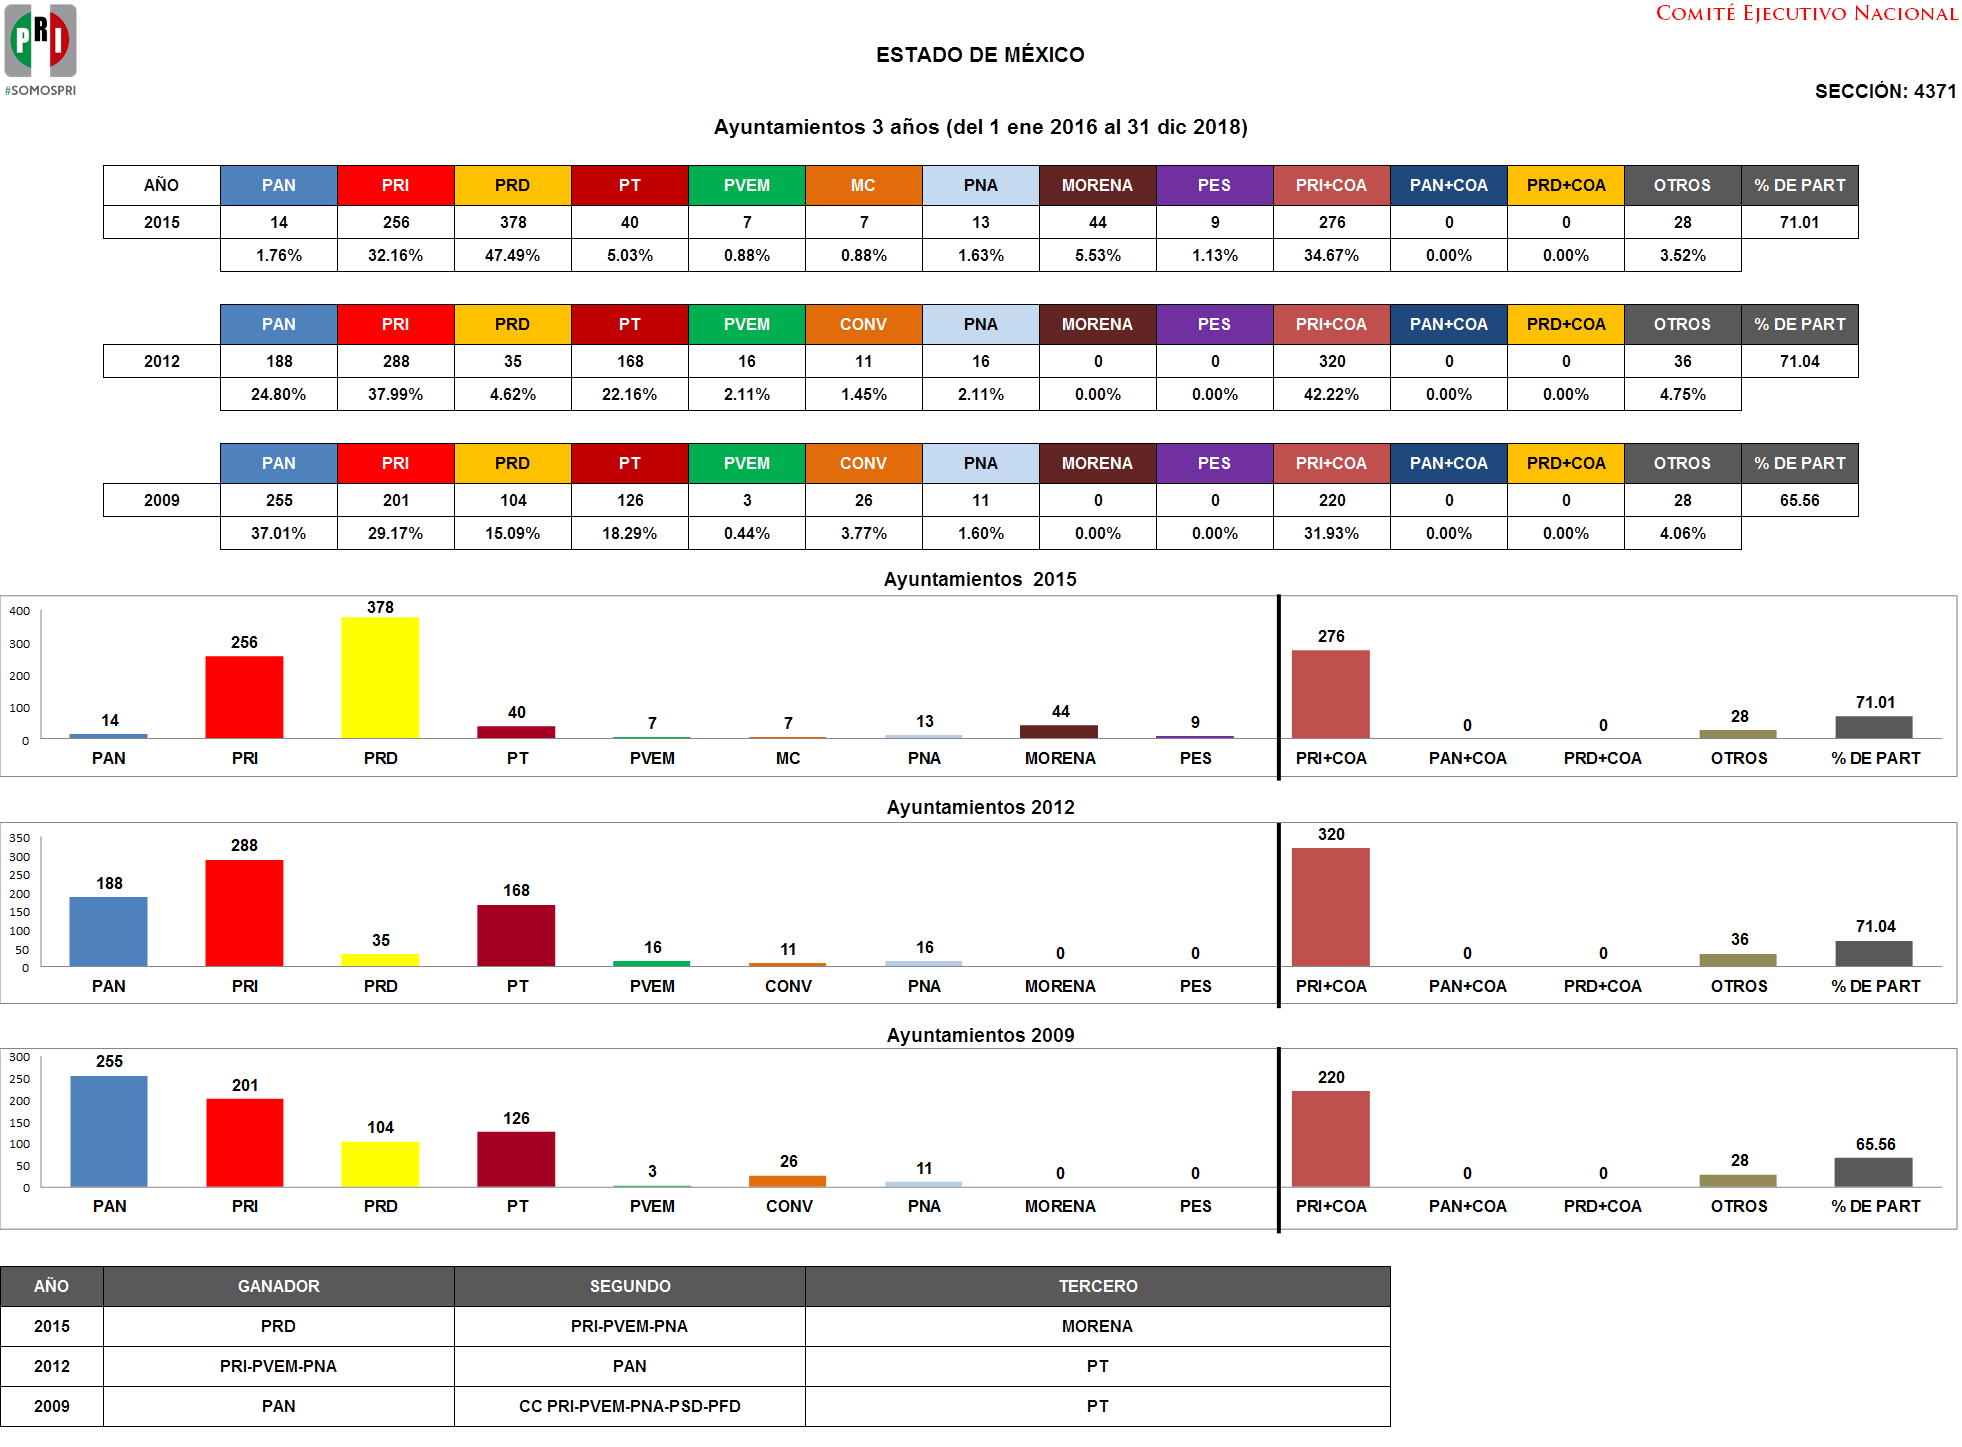 COMITÉ EJECUTIVO NACIONAL
PRI
#SOMOSPRI
ESTADO DE MÉXICO
SECCIÓN: 4371
Ayuntamientos 3 años (del 1 ene 2016 al 31 dic 2018)
AÑO PAN PRI PRD PT PVEM MC PNA MORENA PES PRI+COA PAN+COA PRD+COA OTROS % DE PART
2015 14 256 378 40 7 7 13 44 9 276 0 0 28 71.01
1.76% 32.16% 47.49% 5.03% 0.88% 0.88% 1.63% 5.53% 1.13% 34.67% 0.00% 0.00% 3.52%
PAN PRI PRD PT PVEM CONV PNA MORENA PES PRI+COA PAN+COA PRD+COA OTROS % DE PART
2012 188 288 35 168 16 11 16 0 0 320 0 0 36 71.04
24.80% 37.99% 4.62% 22.16% 2.11% 1.45% 2.11% 0.00% 0.00% 42.22% 0.00% 0.00% 4.75%
PAN PRI PRD PT PVEM CONV PNA MORENA PES PRI+COA PAN+COA PRD+COA OTROS % DE PART
2009 255 201 104 126 3 26 11 0 0 220 0 0 28 65.56
37.01% 29.17% 15.09% 18.29% 0.44% 3.77% 1.60% 0.00% 0.00% 31.93% 0.00% 0.00% 4.06%
Ayuntamientos 2015
400
300
200
100
0
14 256 378 40 7 7 13 44 9 276 0 0 28 71.01
PAN PRI PRD PT PVEM MC PNA MORENA PES PRI+COA PAN+COA PRD+COA OTROS % DE PART
Ayuntamientos 2012
350
300
250
200
150
100
50
0
188 288 35 168 16 11 16 0 0 320 0 0 36 71.04
PAN PRI PRD PT PVEM CONV PNA MORENA PES PRI+COA PAN+COA PRD+COA OTROS % DE PART
Ayuntamientos 2009
300
250
200
150
100
50
0
255 201 104 126 3 26 11 0 0 220 0 0 28 65.56
PAN PRI PRD PT PVEM CONV PNA MORENA PES PRI+COA PAN+COA PRD+COA OTROS % DE PART
AÑO GANADOR SEGUNDO TERCERO
2015 PRD PRI-PVEM-PNA MORENA
2012 PRI-PVEM-PNA PAN PT
2009 PAN CC PRI-PVEM-PNA-PSD-PFD PT